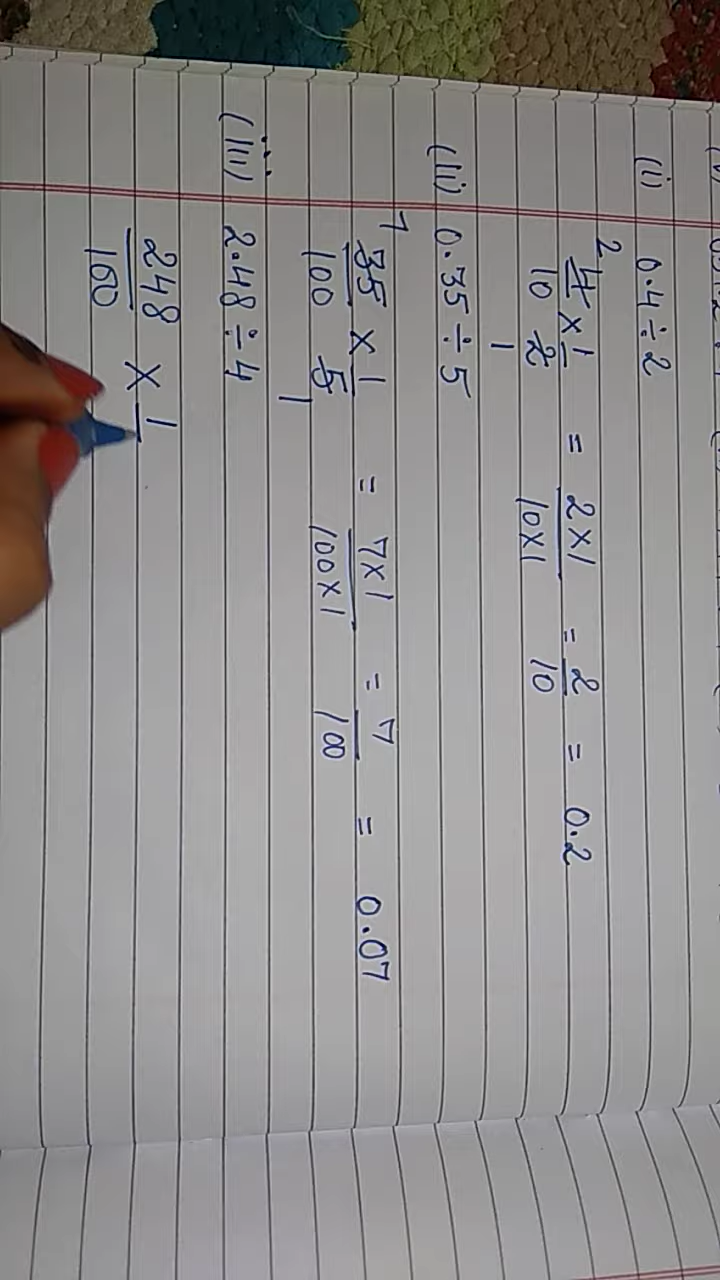 (i) 0.4 ÷ 2
2
4/10 × 1/2 = 2×1/10×1 = 2/10 = 0.2
1
(ii) 0.35 ÷ 5
7
35/100 × 1/5 = 7×1/100×1 = 7/100 = 0.07
1
(iii) 2.48 ÷ 4
248/100 × 1